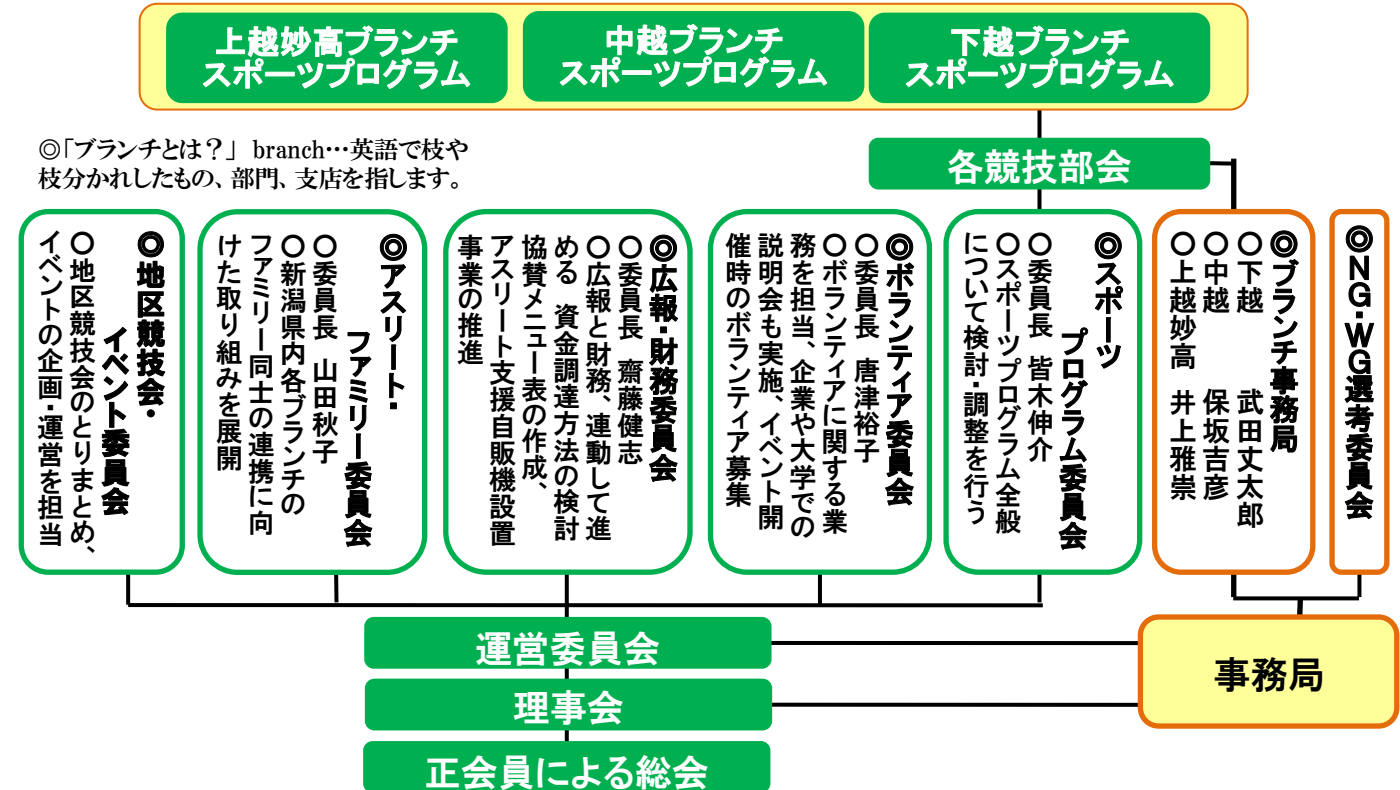 上越妙高ブランチ
スポーツプログラム
中越ブランチ
スポーツプログラム
下越ブランチ
スポーツプログラム
◎「ブランチとは？」 branch…英語で枝や
枝分かれしたもの、部門、支店を指します。
各競技部会
◎NG・WG選考委員会
◎ブランチ事務局
○下越 武田丈太郎
○中越 保坂吉彦
○上越妙高 井上雅崇
◎スポーツ
プログラム委員会
○委員長 皆木伸介
○スポーツプログラム全般
について検討・調整を行う
◎ボランティア委員会
○委員長 唐津裕子
○ボランティアに関する業
務を担当、企業や大学での
説明会も実施、イベント開
催時のボランティア募集
◎広報・財務委員会
○委員長 齋藤健志
○広報と財務、連動して進
める 資金調達方法の検討
協賛メニュー表の作成、
アスリート支援自販機設置
事業の推進
◎アスリート・
ファミリー委員会
○委員長 山田秋子
○新潟県内各ブランチの
ファミリー同士の連携に向
けた取り組みを展開
◎地区競技会・
イベント委員会
○地区競技会のとりまとめ、
イベントの企画・運営を担当
運営委員会
理事会
正会員による総会
事務局